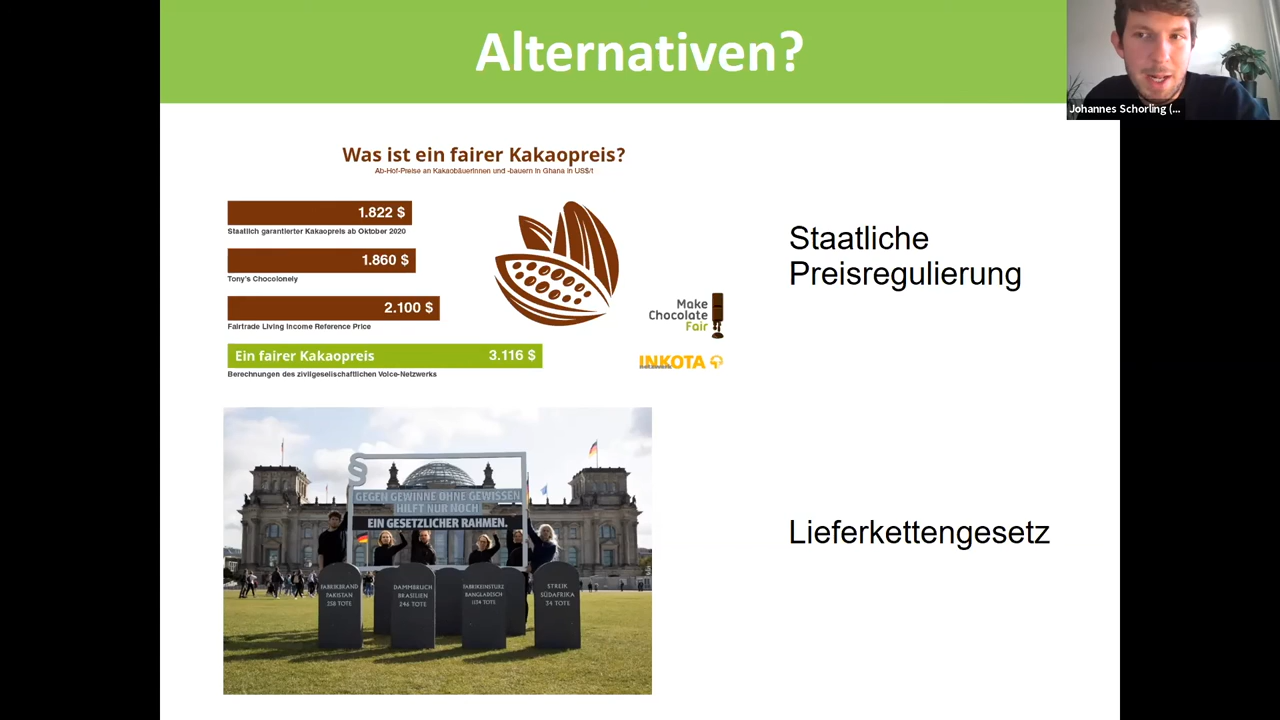 Alternativen?
Johannes Schorling (...
Was ist ein fairer Kakaopreis?
Ab-Hof-Preise an Kakaobäuerinnen und -bauern in Ghana in US$/t
1.822 $
Staatlich garantierter Kakaopreis ab Oktober 2020
1.860 $
Tony's Chocolonely
2.100 $
Fairtrade Living Income Reference Price
Ein fairer Kakaopreis 3.116 $
Berechnungen des zivilgesellschaftlichen Voice-Netzwerks
Make
Chocolate
Fair
INKOTA
netzwerk
Staatliche
Preisregulierung
§
GEGEN GEWINNE OHNE GEWISSEN
HILFT NUR NOCH
EIN GESETZLICHER RAHMEN.
FABRIKBRAND
PAKISTAN
258 TOTE
DAMMBRUCH
BRASILIEN
246 TOTE
FABRIKEINSTURZ
BANGLADESCH
1134 TOTE
STREIK
SÜDAFRIKA
34 TOTE
Lieferkettengesetz